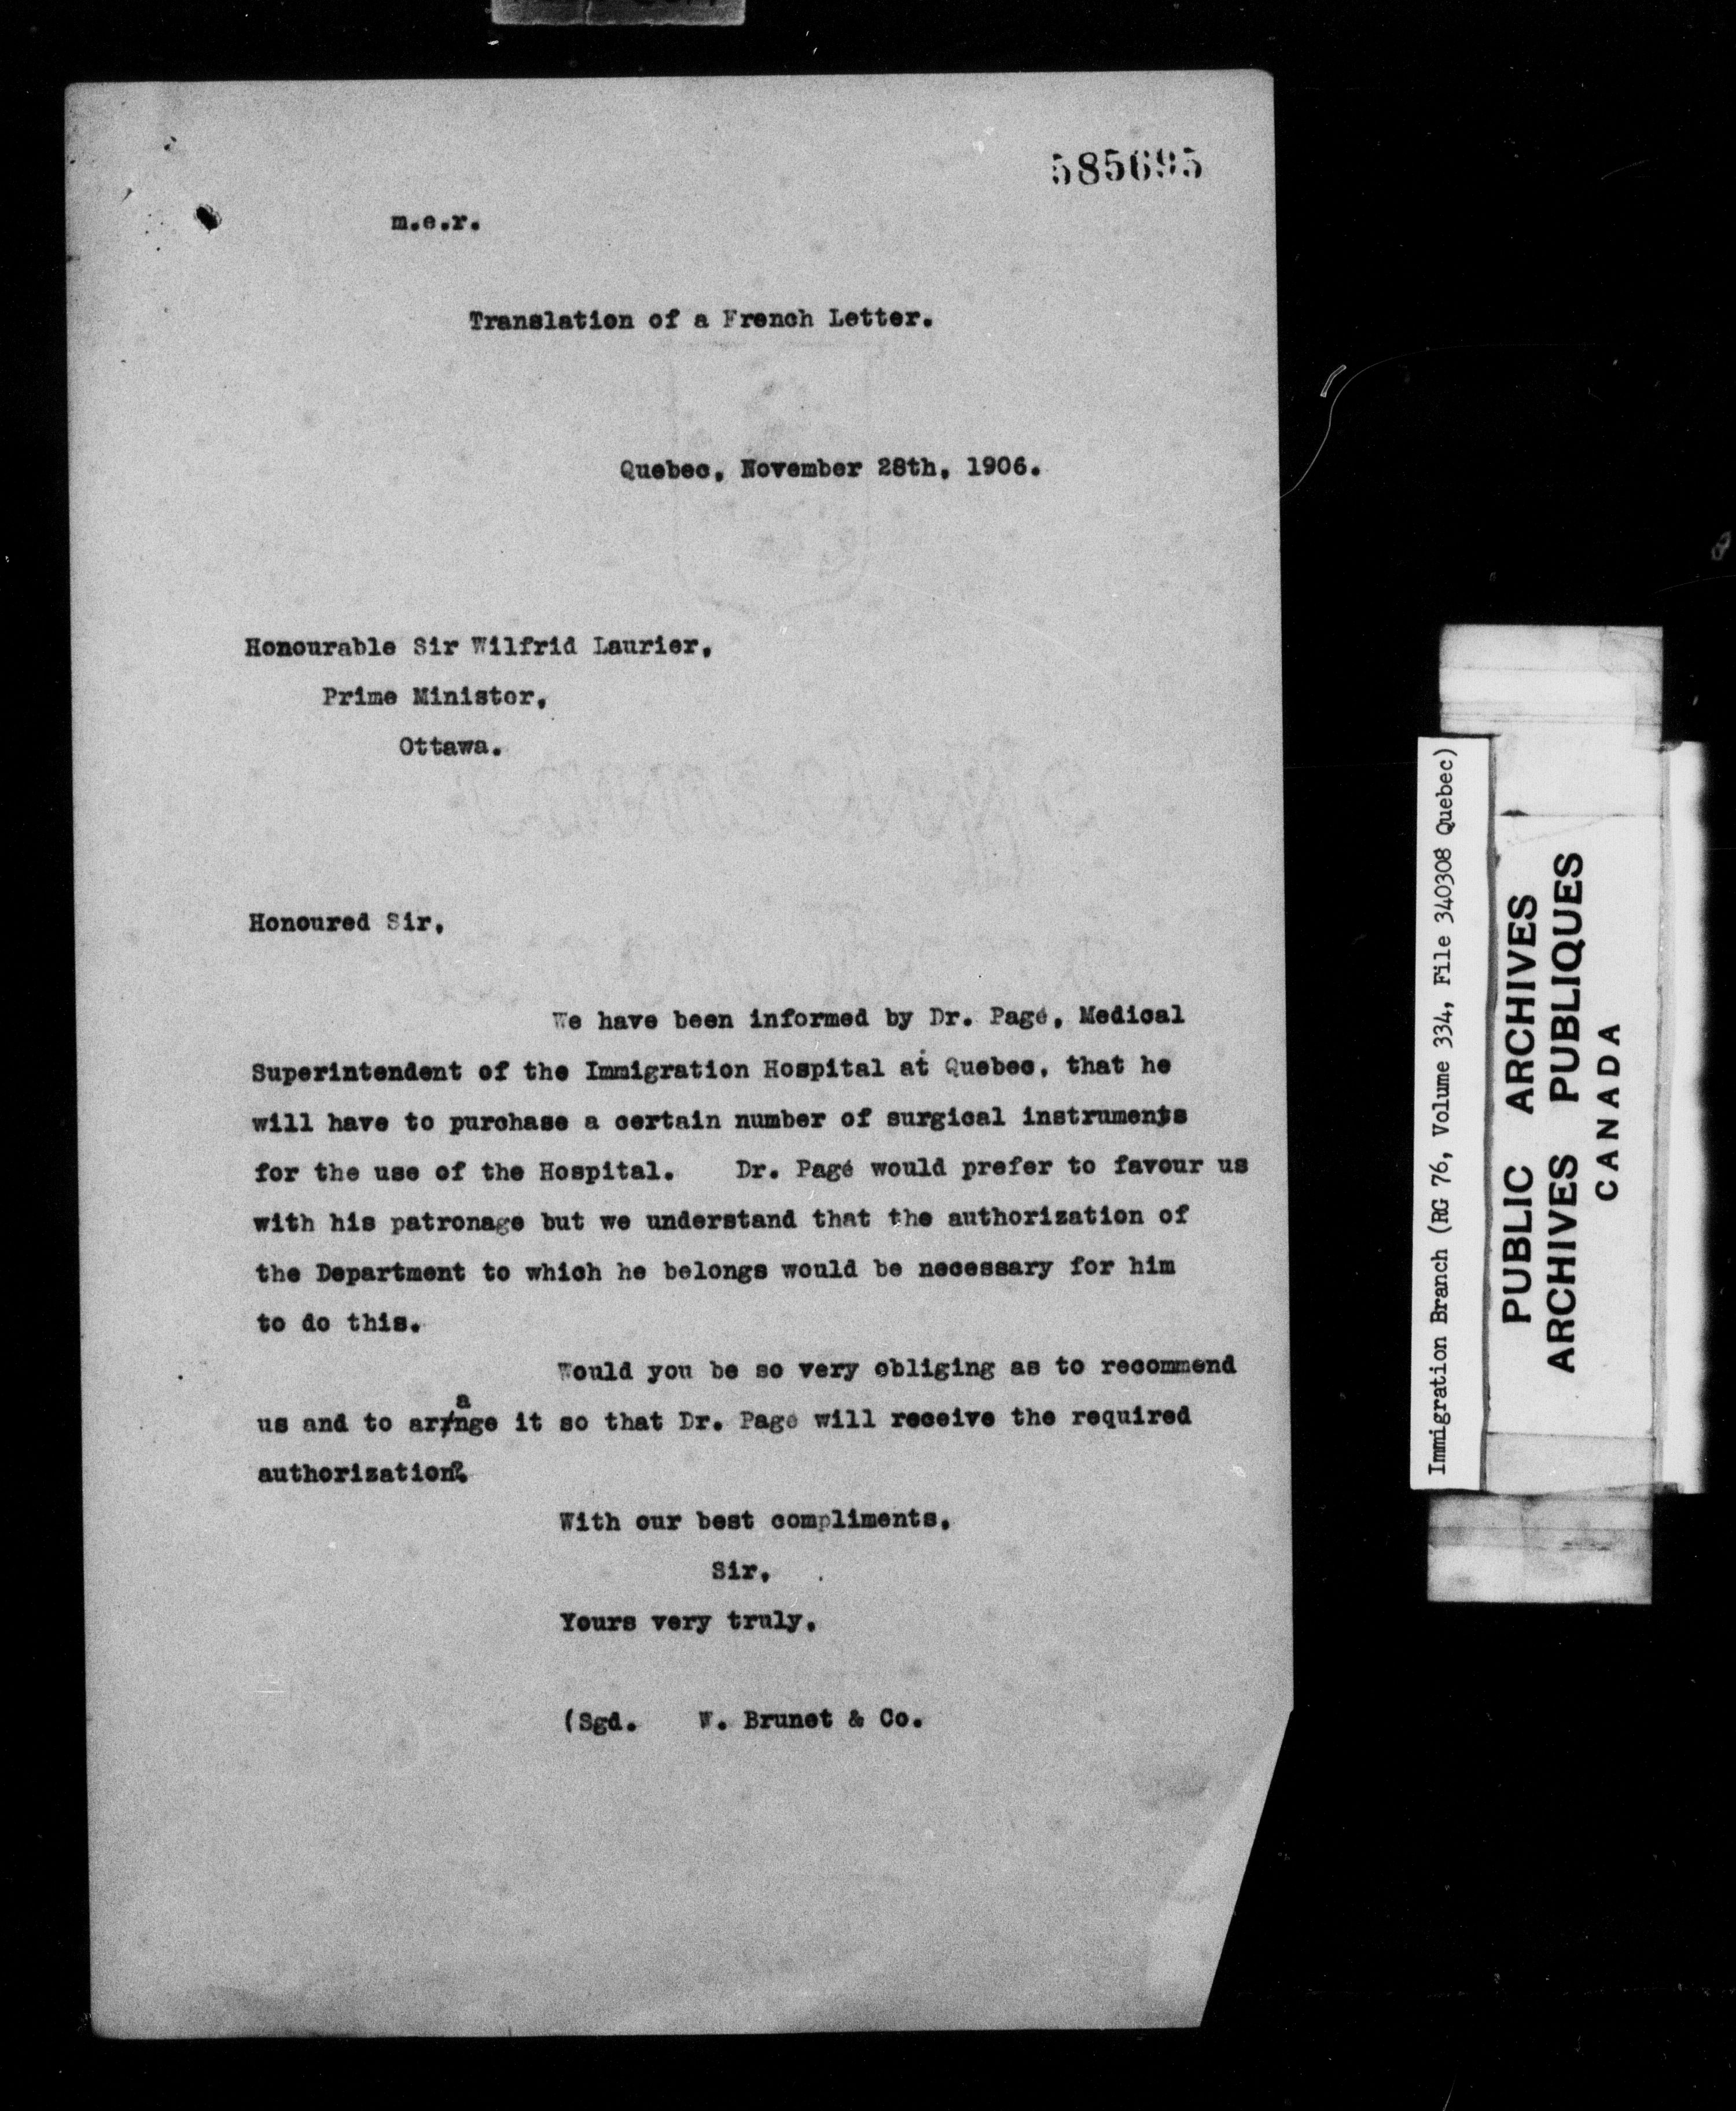 585695
m.e.r.
Translation of a French Letter.
Quebec, November 28th, 1906.
Honourable Sir Wilfrid Laurier,
Prime Minister,
Ottawa.
Honoured Sir,
We have been informed by Dr. Pagé, Medical
Superintendent of the Immigration Hospital at Quebec, that he
will have to purchase a certain number of surgical instruments
for the use of the Hospital. Dr. Pagé would prefer to favour us
with his patronage but we understand that the authorization of
the Department to which he belongs would be necessary for him
to do this.
Would you be so very obliging as to recommend
us and to arrange it so that Dr. Page will receive the required
authorization?
With our best compliments,
Sir,
Yours very truly,
(Sgd. W. Brunet & Co.
Immigration Branch (RG 76, Volume 334, File 340308 Quebec)
PUBLIC ARCHIVES
ARCHIVES PUBLIQUES
CANADA